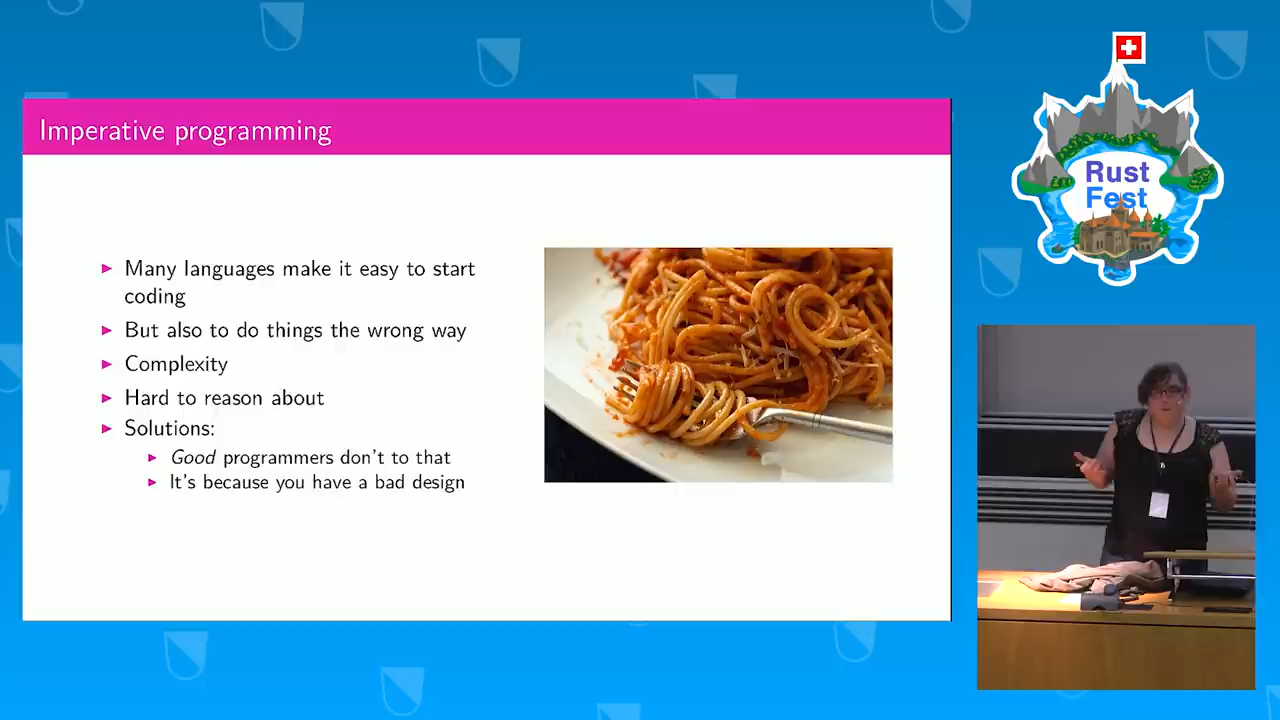 Imperative programming
Many languages make it easy to start
coding
But also to do things the wrong way
Complexity
Hard to reason about
Solutions:
Good programmers don't to that
It's because you have a bad design
Rust
Fest